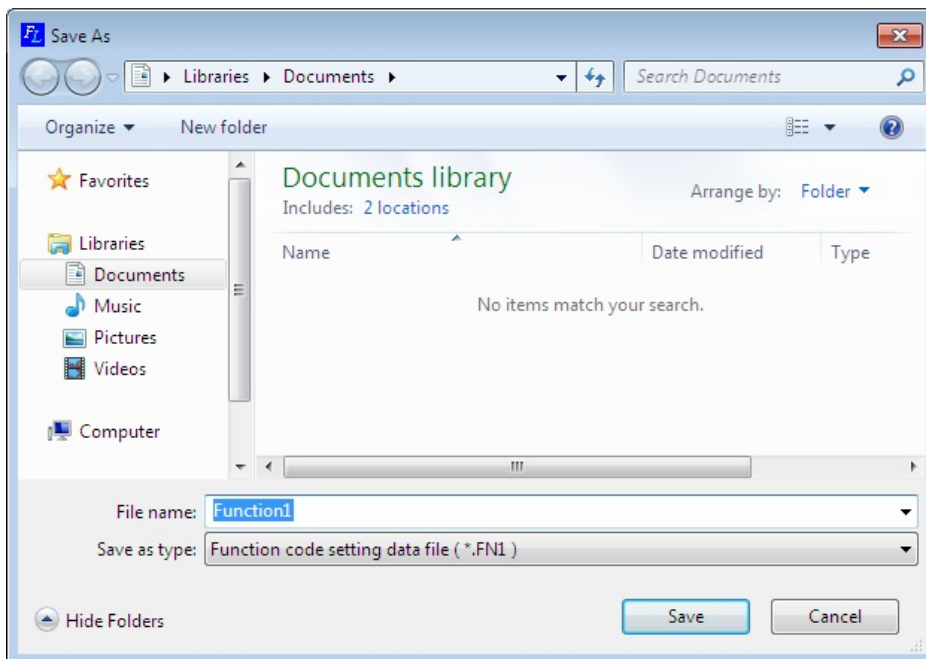 FL Save As
Libraries Documents Search Documents
Organize New folder
Favorites
Libraries
Documents
Music
Pictures
Videos
Computer
Documents library
Includes: 2 locations
Arrange by: Folder
Name Date modified Type
No items match your search.
File name: Function1
Save as type: Function code setting data file ( *.FN1 )
Hide Folders Save Cancel